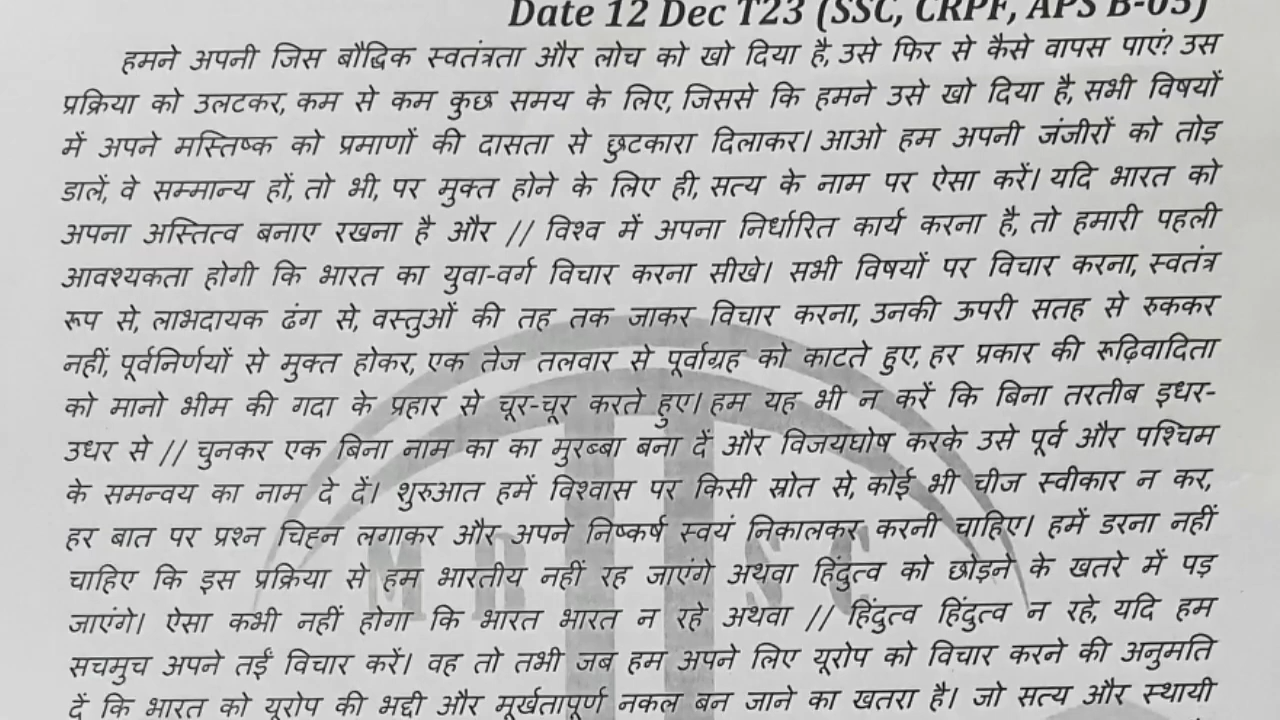 Date 12 Dec T23 (SSC, CRPF, APS B-05)
हमने अपनी जिस बौद्धिक स्वतंत्रता और लोच को खो दिया है, उसे फिर से कैसे वापस पाएं? उस
प्रक्रिया को उलटकर, कम से कम कुछ समय के लिए, जिससे कि हमने उसे खो दिया है, सभी विषयों
में अपने मस्तिष्क को प्रमाणों की दासता से छुटकारा दिलाकर। आओ हम अपनी जंजीरों को तोड़
डालें, वे सम्मान्य हों, तो भी, पर मुक्त होने के लिए ही, सत्य के नाम पर ऐसा करें। यदि भारत को
अपना अस्तित्व बनाए रखना है और // विश्व में अपना निर्धारित कार्य करना है, तो हमारी पहली
आवश्यकता होगी कि भारत का युवा-वर्ग विचार करना सीखे। सभी विषयों पर विचार करना, स्वतंत्र
रूप से, लाभदायक ढंग से, वस्तुओं की तह तक जाकर विचार करना, उनकी ऊपरी सतह से रुककर
नहीं, पूर्वनिर्णयों से मुक्त होकर, एक तेज तलवार से पूर्वाग्रह को काटते हुए, हर प्रकार की रूढ़िवादिता
को मानो भीम की गदा के प्रहार से चूर-चूर करते हुए। हम यह भी न करें कि बिना तरतीब इधर-
उधर से // चुनकर एक बिना नाम का का मुरब्बा बना दें और विजयघोष करके उसे पूर्व और पश्चिम
के समन्वय का नाम दे दें। शुरुआत हमें विश्वास पर किसी स्रोत से, कोई भी चीज स्वीकार न कर,
हर बात पर प्रश्न चिह्न लगाकर और अपने निष्कर्ष स्वयं निकालकर करनी चाहिए। हमें डरना नहीं
चाहिए कि इस प्रक्रिया से हम भारतीय नहीं रह जाएंगे अथवा हिंदुत्व को छोड़ने के खतरे में पड़
जाएंगे। ऐसा कभी नहीं होगा कि भारत भारत न रहे अथवा // हिंदुत्व हिंदुत्व न रहे, यदि हम
सचमुच अपने तईं विचार करें। वह तो तभी जब हम अपने लिए यूरोप को विचार करने की अनुमति
दें कि भारत को यूरोप की भद्दी और मूर्खतापूर्ण नकल बन जाने का खतरा है। जो सत्य और स्थायी